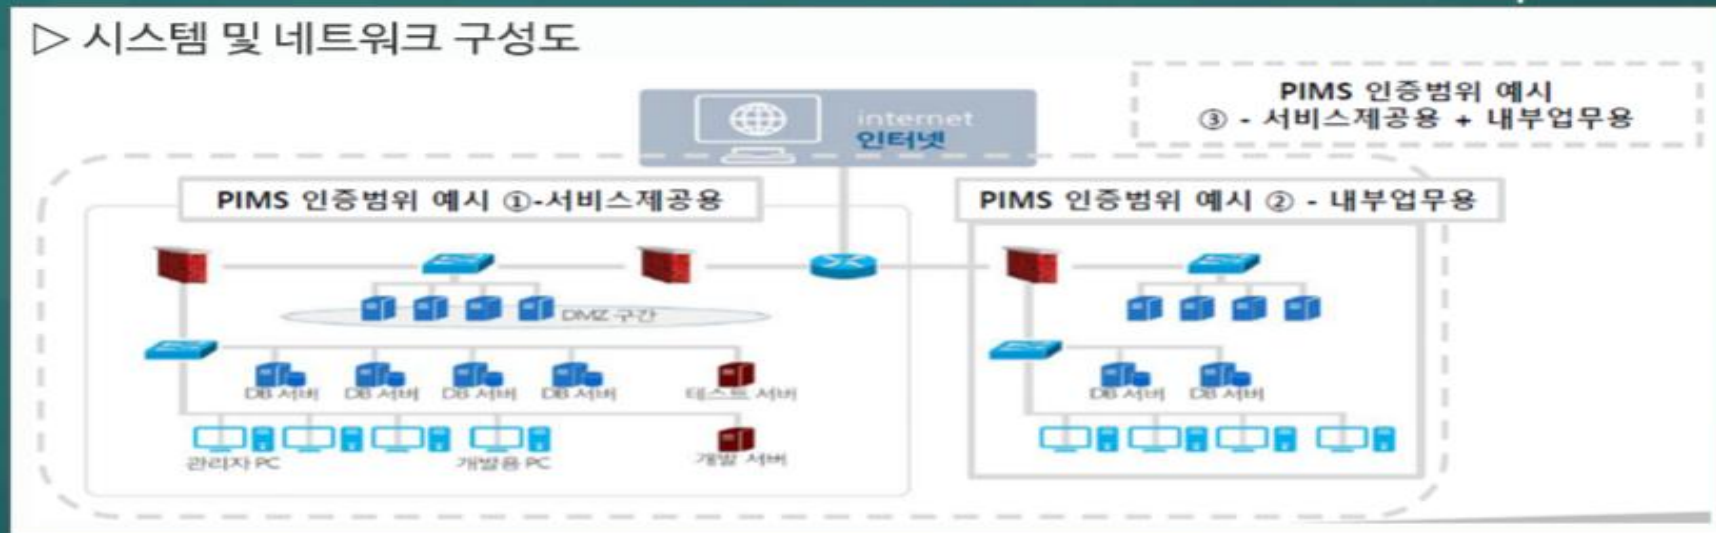 ▷ 시스템 및 네트워크 구성도
PIMS 인증범위 예시
③ - 서비스제공용 + 내부업무용
internet
인터넷
PIMS 인증범위 예시 ①-서비스제공용
PIMS 인증범위 예시 ② - 내부업무용
DMZ 구간
DB 서버 DB 서버 DB 서버 DB 서버 테스트 서버
DB 서버 DB 서버
관리자 PC 개발용 PC 개발 서버